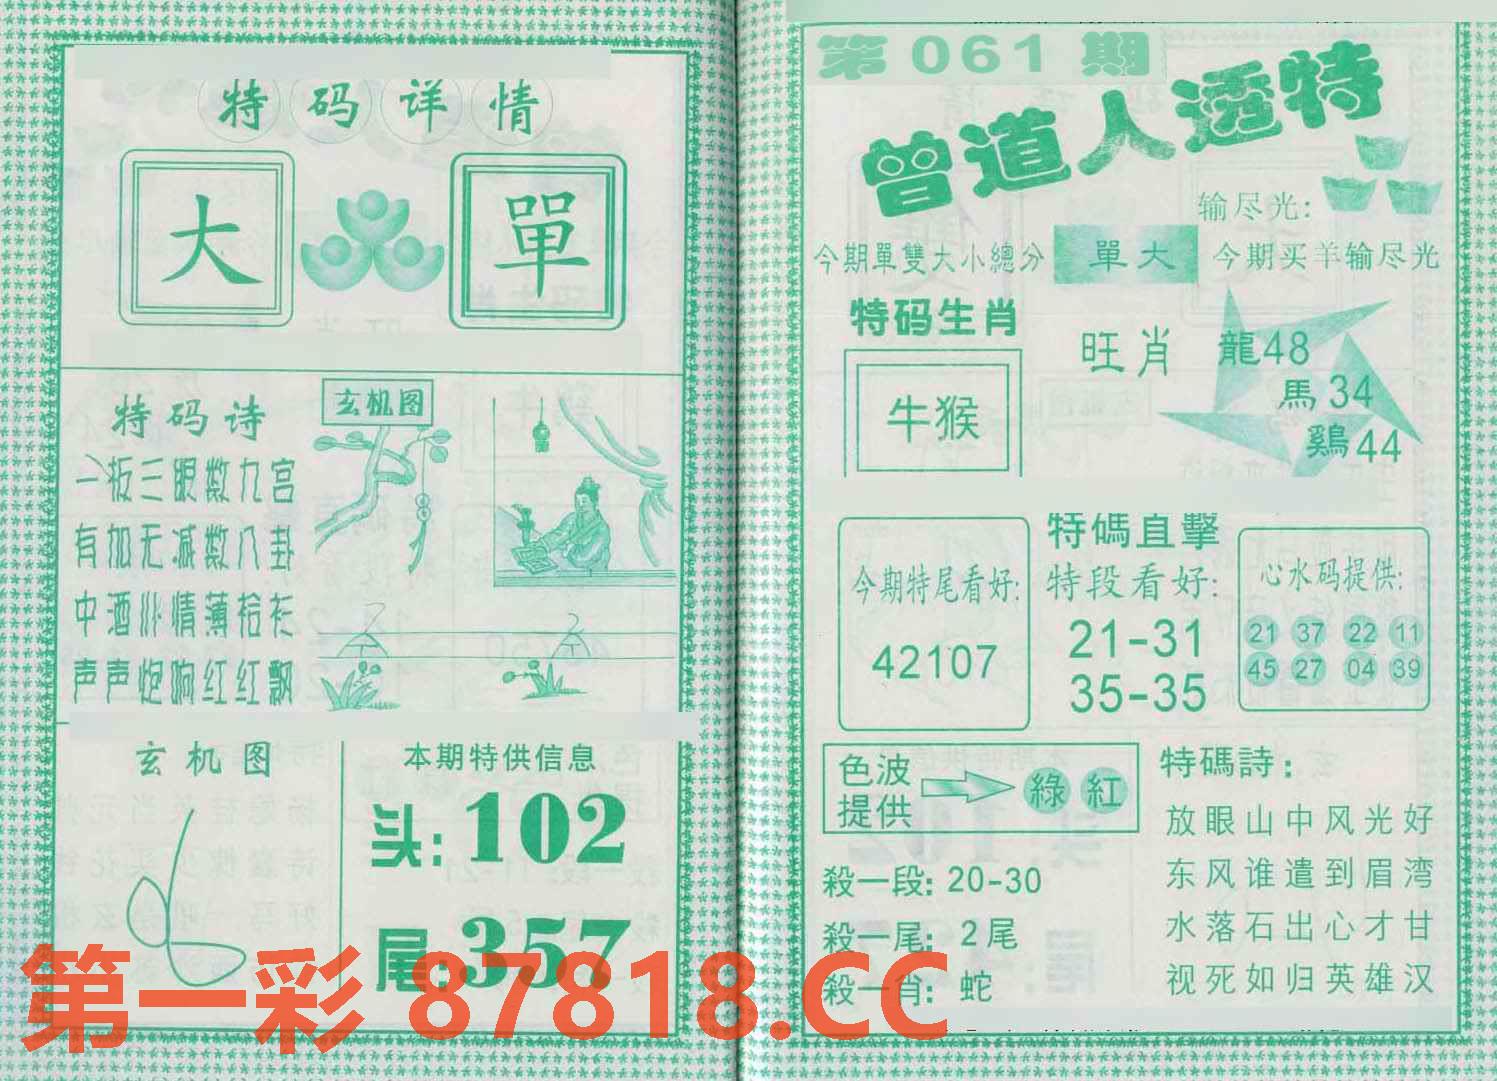 特码详情
大 單
特码诗
一板三眼数九宫
有加无减数八卦
中酒 情薄拾花
声声炮响红红飘
玄机图
玄机图
本期特供信息
头:102
尾:357
第061期
曾道人透特
输尽光:
今期單雙大小總分 單大 今期买羊输尽光
特码生肖
牛猴
旺肖
龍48
馬34
鷄44
今期特尾看好:
42107
特碼直擊
特段看好:
21-31
35-35
心水码提供:
21 37 22 11
45 27 04 39
色波提供 綠 紅
殺一段: 20-30
殺一尾: 2尾
殺一肖: 蛇
特碼詩:
放眼山中风光好
东风谁遣到眉湾
水落石出心才甘
视死如归英雄汉
第一彩 87818.CC